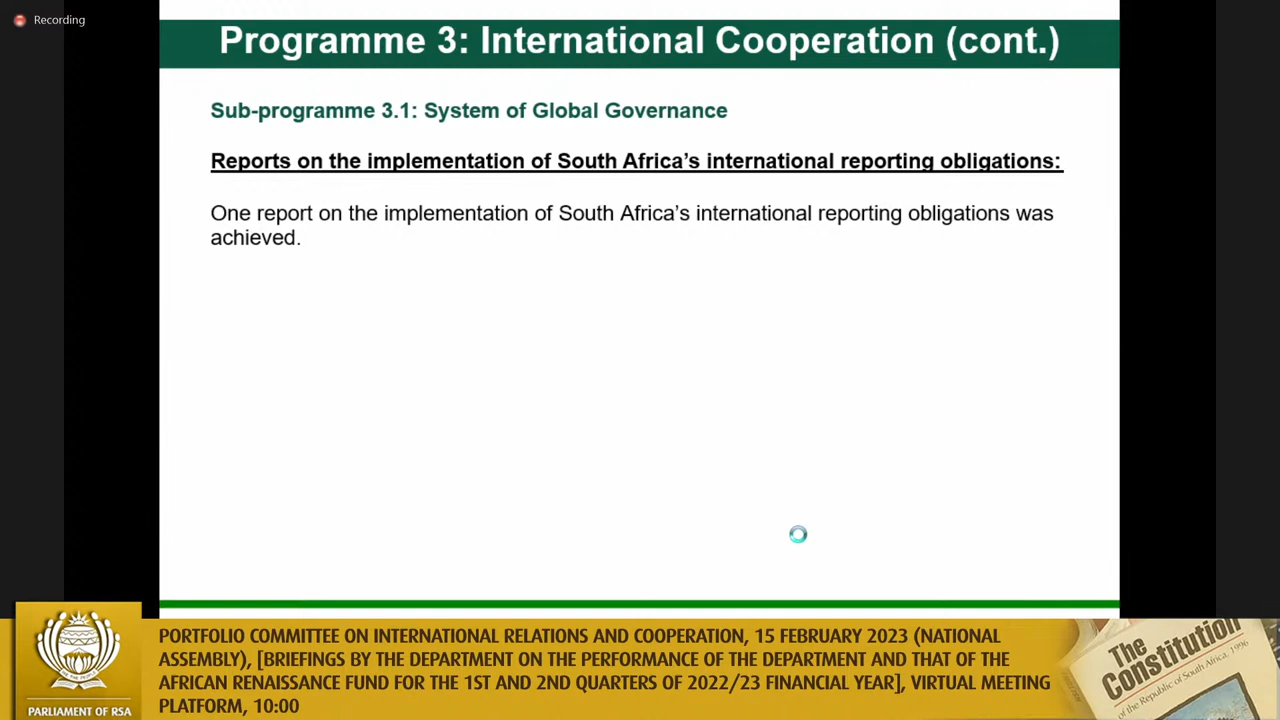 Recording
Programme 3: International Cooperation (cont.)
Sub-programme 3.1: System of Global Governance
Reports on the implementation of South Africa’s international reporting obligations:
One report on the implementation of South Africa’s international reporting obligations was
achieved.
PORTFOLIO COMMITTEE ON INTERNATIONAL RELATIONS AND COOPERATION, 15 FEBRUARY 2023 (NATIONAL
ASSEMBLY), [BRIEFINGS BY THE DEPARTMENT ON THE PERFORMANCE OF THE DEPARTMENT AND THAT OF THE
AFRICAN RENAISSANCE FUND FOR THE 1ST AND 2ND QUARTERS OF 2022/23 FINANCIAL YEAR], VIRTUAL MEETING
PLATFORM, 10:00
PARLIAMENT OF RSA
The
Constitution
of the Republic of South Africa, 1996